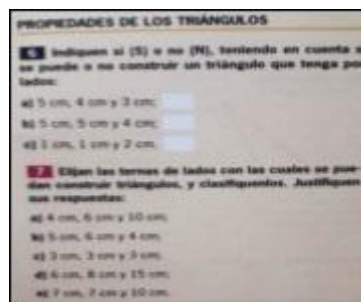 PROPIEDADES DE LOS TRIÁNGULOS
6 Indiquen si (S) o no (N), teniendo en cuenta s
se puede o no construir un triángulo que tenga por
lados:
a) 5 cm, 4 cm y 3 cm;
b) 5 cm, 5 cm y 4 cm;
c) 1 cm, 1 cm y 2 cm.
7 Elijan las ternas de lados con las cuales se pue-
dan construir triángulos, y clasifíquenlos. Justifiquen
sus respuestas:
a) 4 cm, 6 cm y 10 cm;
b) 5 cm, 6 cm y 4 cm;
c) 3 cm, 3 cm y 3 cm;
d) 6 cm, 8 cm y 15 cm;
e) 7 cm, 7 cm y 10 cm.